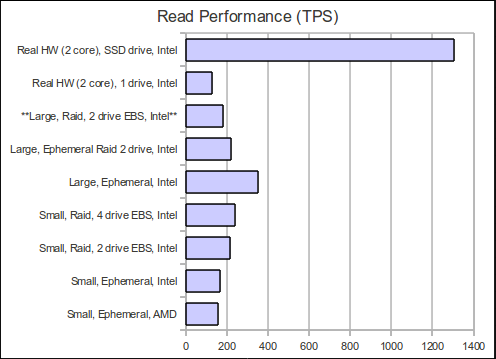 Read Performance (TPS)
Real HW (2 core), SSD drive, Intel
Real HW (2 core), 1 drive, Intel
**Large, Raid, 2 drive EBS, Intel**
Large, Ephemeral Raid 2 drive, Intel
Large, Ephemeral, Intel
Small, Raid, 4 drive EBS, Intel
Small, Raid, 2 drive EBS, Intel
Small, Ephemeral, Intel
Small, Ephemeral, AMD
0 200 400 600 800 1000 1200 1400